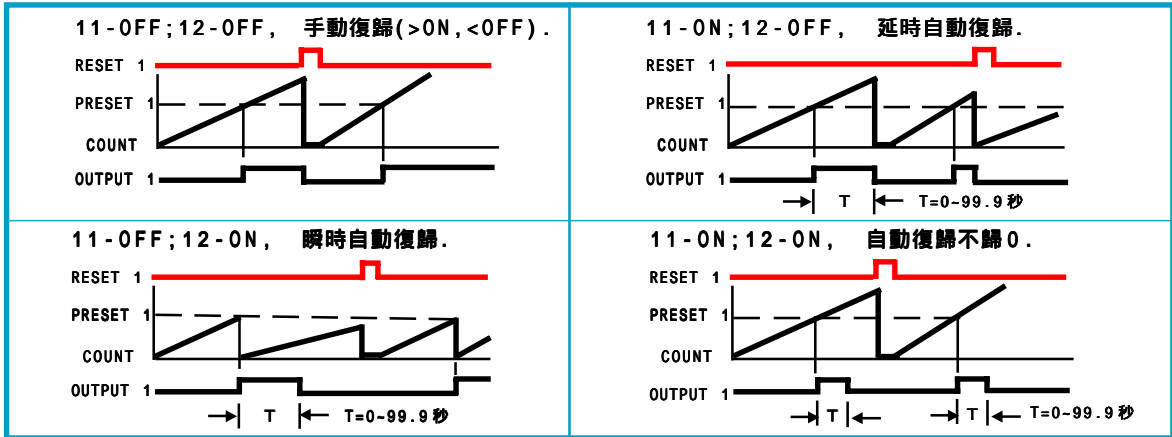 11-OFF;12-OFF, 手動復歸(>ON,<OFF).
RESET 1
PRESET 1
COUNT
OUTPUT 1
11-ON;12-OFF, 延時自動復歸.
RESET 1
PRESET 1
COUNT
OUTPUT 1
T T=0~99.9秒
11-OFF;12-ON, 瞬時自動復歸.
RESET 1
PRESET 1
COUNT
OUTPUT 1
T T=0~99.9秒
11-ON;12-ON, 自動復歸不歸0.
RESET 1
PRESET 1
COUNT
OUTPUT 1
T T T=0~99.9秒